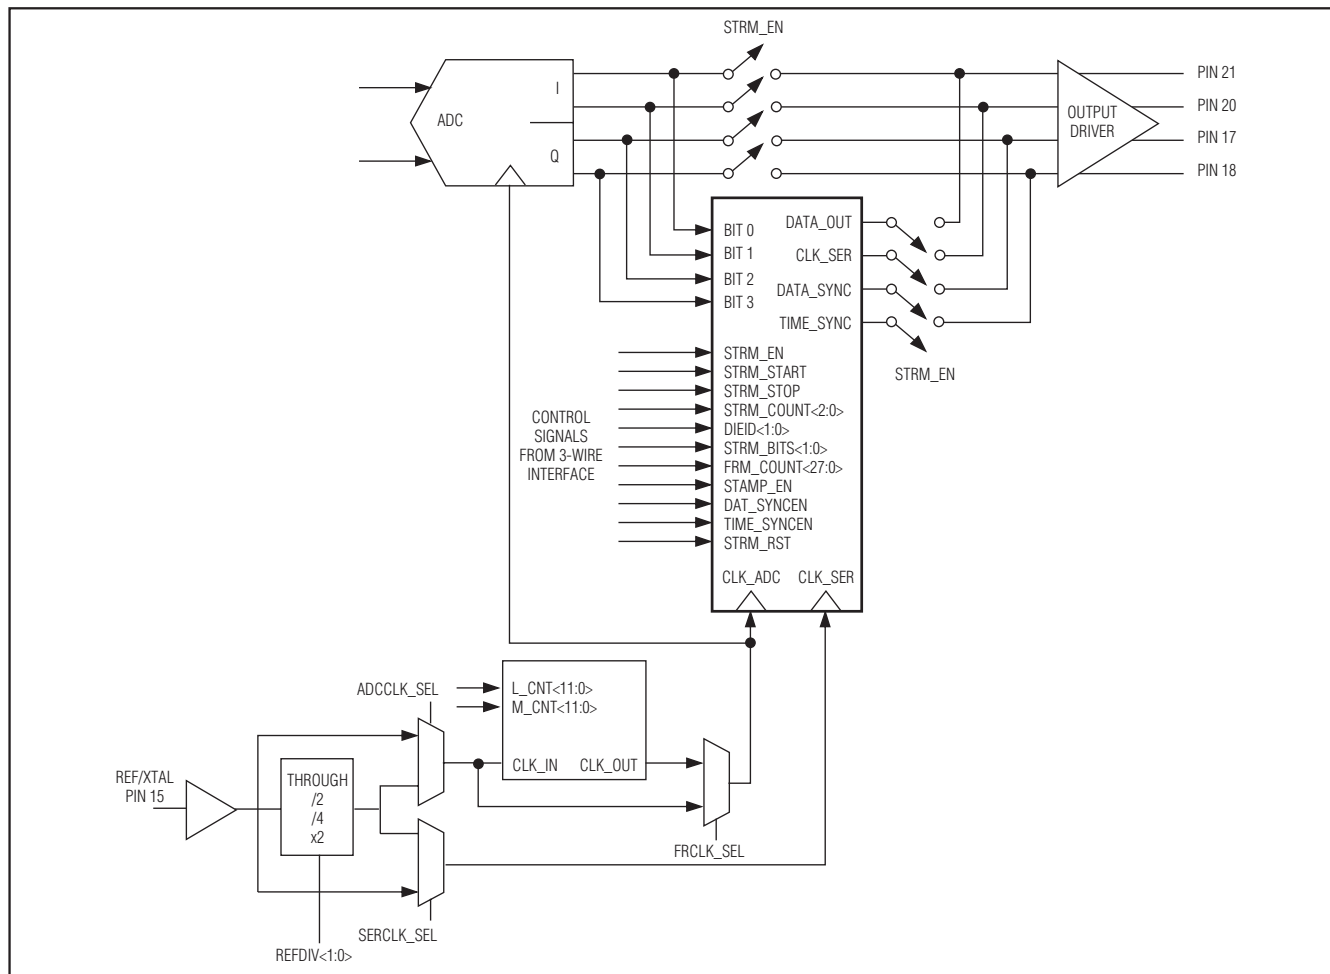 STRM_EN
I
ADC
Q
OUTPUT
DRIVER
PIN 21
PIN 20
PIN 17
PIN 18
BIT 0
BIT 1
BIT 2
BIT 3
DATA_OUT
CLK_SER
DATA_SYNC
TIME_SYNC
STRM_EN
CONTROL
SIGNALS
FROM 3-WIRE
INTERFACE
STRM_EN
STRM_START
STRM_STOP
STRM_COUNT<2:0>
DIEID<1:0>
STRM_BITS<1:0>
FRM_COUNT<27:0>
STAMP_EN
DAT_SYNCEN
TIME_SYNCEN
STRM_RST
CLK_ADC
CLK_SER
ADCCLK_SEL
L_CNT<11:0>
M_CNT<11:0>
CLK_IN
CLK_OUT
REF/XTAL
PIN 15
THROUGH
/2
/4
x2
FRCLK_SEL
SERCLK_SEL
REFDIV<1:0>